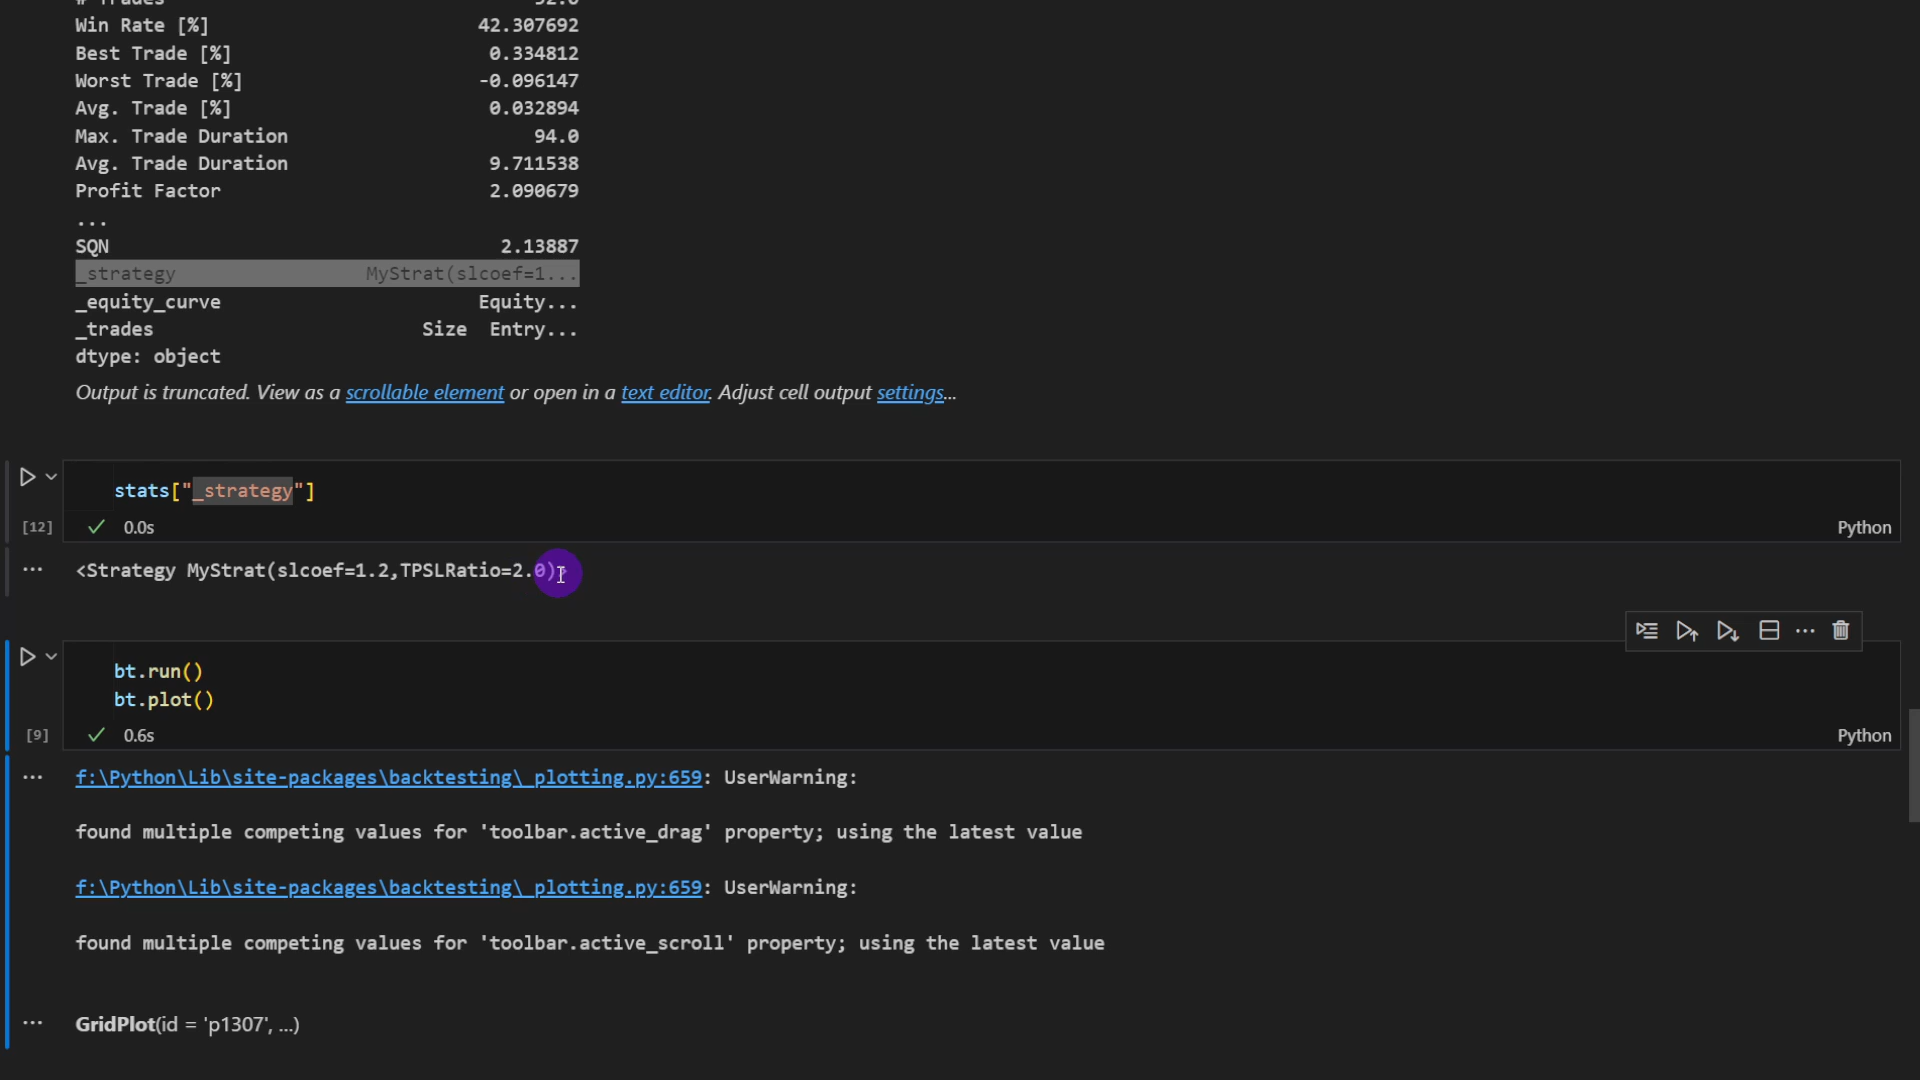 # Trades 52.0
Win Rate [%] 42.307692
Best Trade [%] 0.334812
Worst Trade [%] -0.096147
Avg. Trade [%] 0.032894
Max. Trade Duration 94.0
Avg. Trade Duration 9.711538
Profit Factor 2.090679
...
SQN 2.13887
_strategy MyStrat(slcoef=1...
_equity_curve Equity...
_trades Size Entry...
dtype: object
Output is truncated. View as a scrollable element or open in a text editor. Adjust cell output settings...
stats["_strategy"]
[12] 0.0s Python
... <Strategy MyStrat(slcoef=1.2,TPSLRatio=2.0)>
bt.run()
bt.plot()
[9] 0.6s Python
... f:\Python\Lib\site-packages\backtesting\_plotting.py:659: UserWarning:
found multiple competing values for 'toolbar.active_drag' property; using the latest value
f:\Python\Lib\site-packages\backtesting\_plotting.py:659: UserWarning:
found multiple competing values for 'toolbar.active_scroll' property; using the latest value
... GridPlot(id = 'p1307', ...)